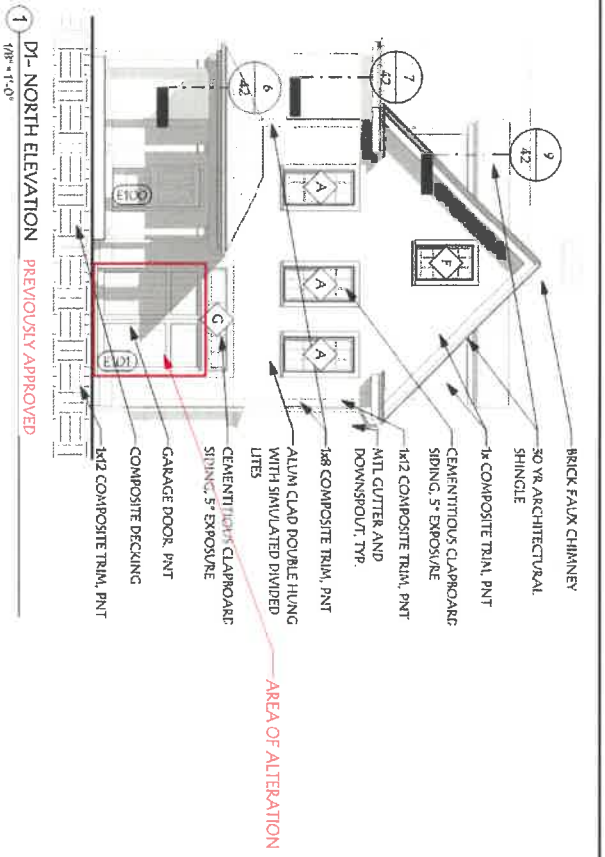 BRICK FAUX CHIMNEY
30 YR ARCHITECTURAL
SHINGLE
1x COMPOSITE TRIM, PNT
CEMENTITIOUS CLAPBOARD
SIDING, 5" EXPOSURE
1x12 COMPOSITE TRIM, PNT
MTL GUTTER AND
DOWNSPOUT, TYP.
1x8 COMPOSITE TRIM, PNT
ALUM CLAD DOUBLE HUNG
WITH SIMULATED DIVIDED
LITES
CEMENTITIOUS CLAPBOARD
SIDING, 5" EXPOSURE
GARAGE DOOR, PNT
COMPOSITE DECKING
1x12 COMPOSITE TRIM, PNT
AREA OF ALTERATION
9
42
7
42
6
42
F
A
A
A
G
E100
E101
1
D1- NORTH ELEVATION PREVIOUSLY APPROVED
1/8" = 1'-0"